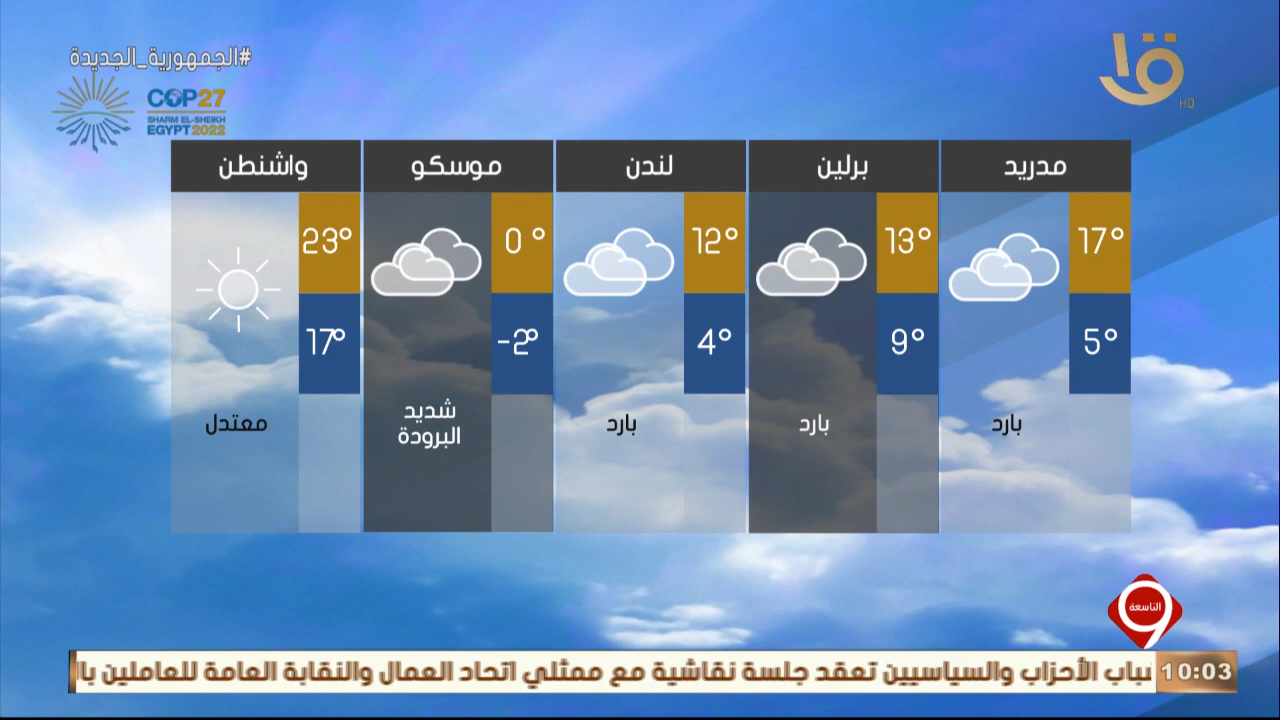 #الجمهورية_الجديدة
COP27
SHARM EL-SHEIKH
EGYPT 2022
HD
مدريد
17°
5°
بارد
برلين
13°
9°
بارد
لندن
12°
4°
بارد
موسكو
0°
-2°
شديد
البرودة
واشنطن
23°
17°
معتدل
التاسعة
9
10:03
الأحزاب والسياسيين تعقد جلسة نقاشية مع ممثلي اتحاد العمال والنقابة العامة للعاملين